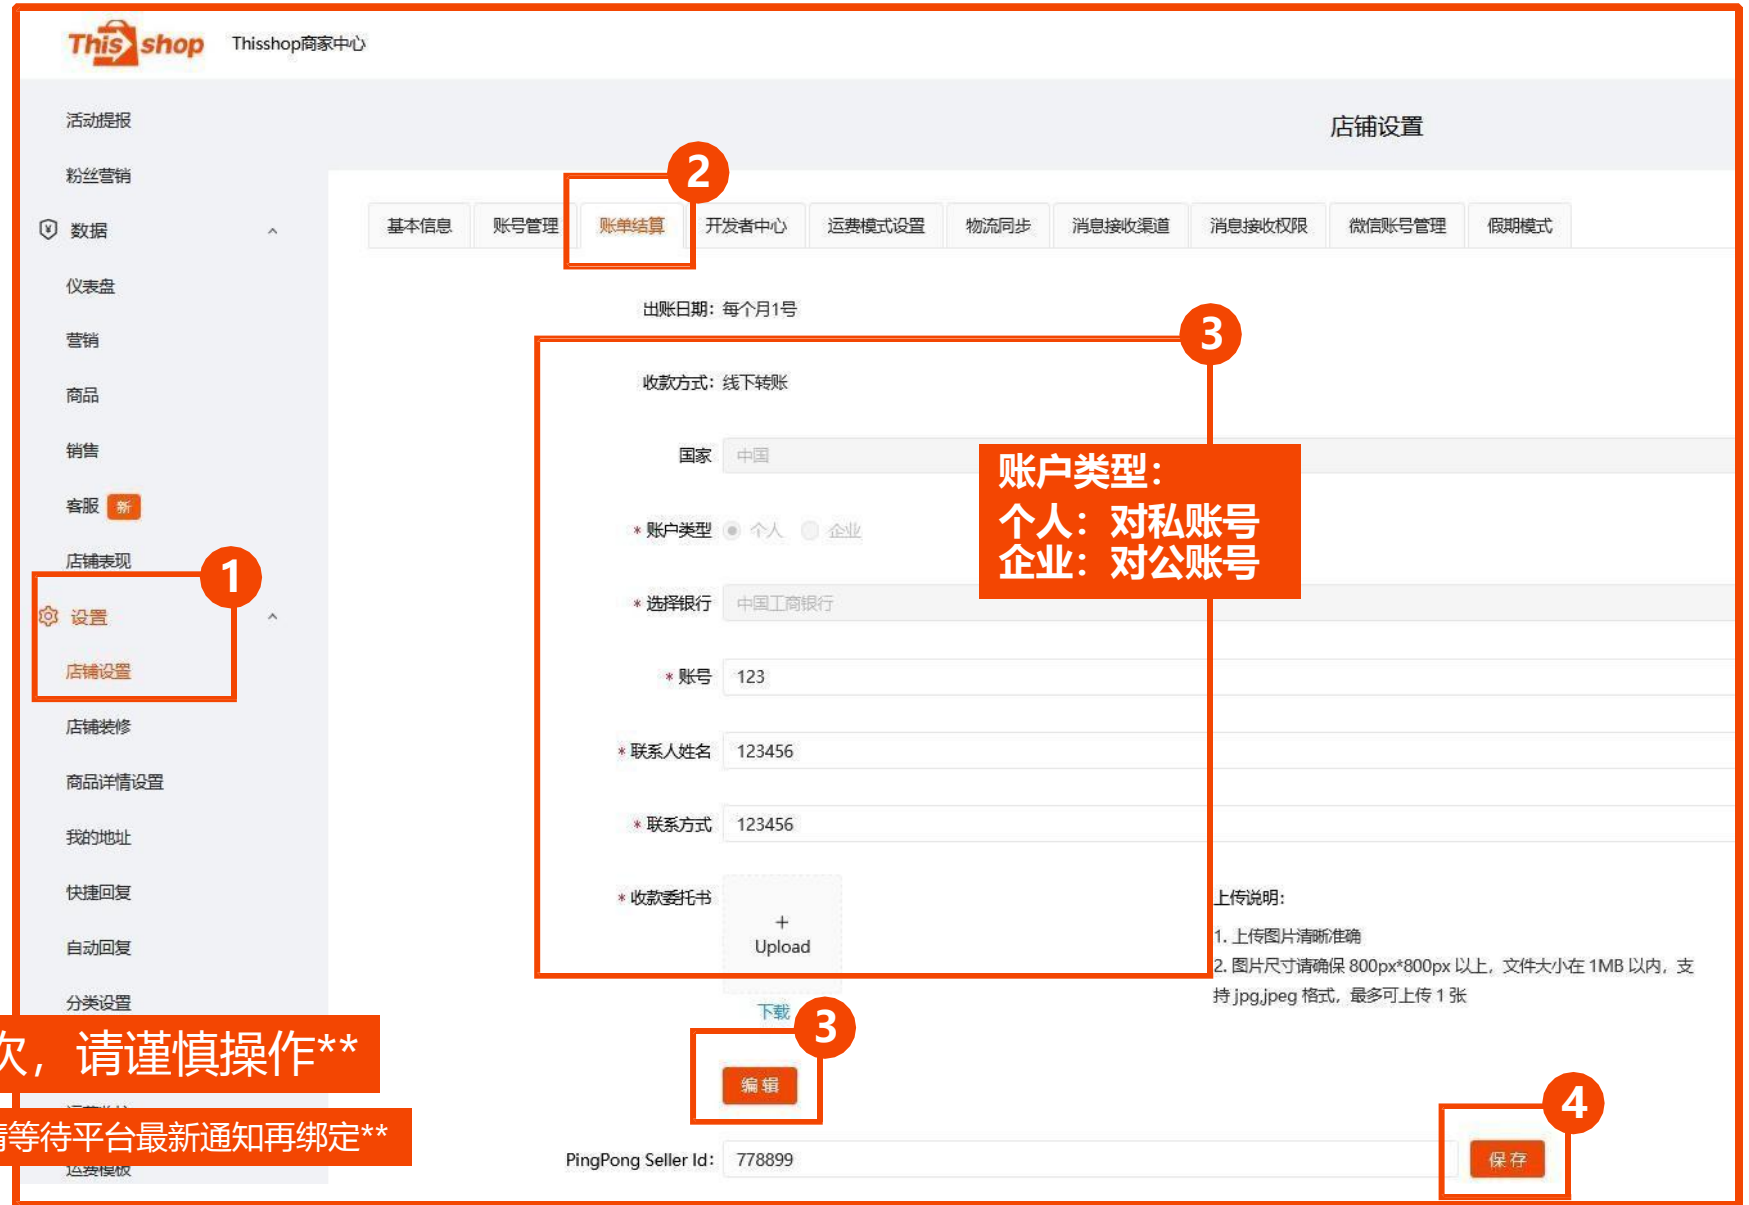 This shop Thisshop商家中心
店铺设置
活动提报
粉丝营销
数据
仪表盘
营销
商品
销售
客服 新
店铺表现
1
设置
店铺设置
店铺装修
商品详情设置
我的地址
快捷回复
自动回复
分类设置
次，请谨慎操作**
请等待平台最新通知再绑定**
运费模板
2
基本信息 账号管理 账单结算 开发者中心 运费模式设置 物流同步 消息接收渠道 消息接收权限 微信账号管理 假期模式
出账日期：每个月1号
3
收款方式：线下转账
国家 中国
账户类型：
个人：对私账号
企业：对公账号
* 账户类型 个人 企业
* 选择银行 中国工商银行
* 账号 123
* 联系人姓名 123456
* 联系方式 123456
* 收款委托书
+
Upload
下载
上传说明：
1. 上传图片清晰准确
2. 图片尺寸请确保 800px*800px 以上，文件大小在 1MB 以内，支
持 jpg,jpeg 格式，最多可上传 1 张
3
编辑
4
PingPong Seller Id： 778899 保存